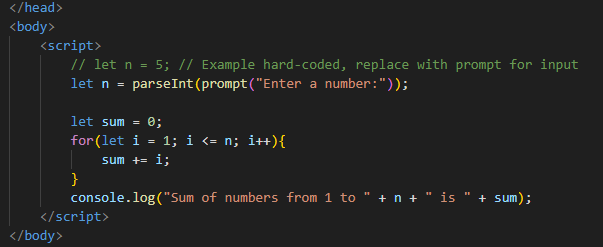 </head>
<body>
    <script>
        // let n = 5; // Example hard-coded, replace with prompt for input
        let n = parseInt(prompt("Enter a number:"));

        let sum = 0;
        for(let i = 1; i <= n; i++){
            sum += i;
        }
        console.log("Sum of numbers from 1 to " + n + " is " + sum);
    </script>
</body>